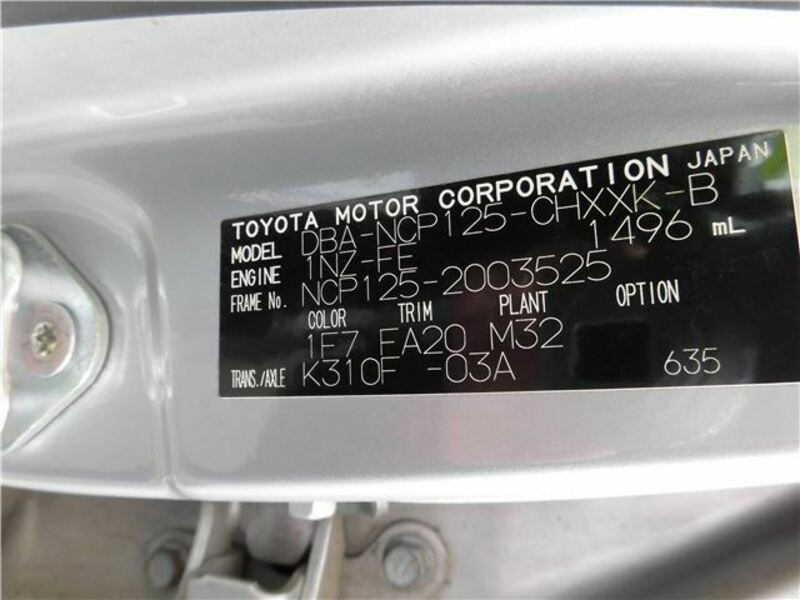 TOYOTA MOTOR CORPORATION JAPAN
MODEL DBA-NCP125-CHXXK-B
ENGINE 1NZ-FE 1496 mL
FRAME No. NCP125-2003525
COLOR TRIM PLANT OPTION
1F7 FA20 M32
TRANS./AXLE K310F -03A 635